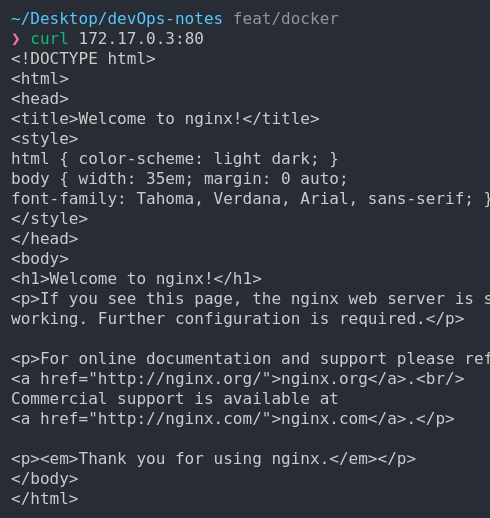 ~/Desktop/devOps-notes feat/docker
❯ curl 172.17.0.3:80
<!DOCTYPE html>
<html>
<head>
<title>Welcome to nginx!</title>
<style>
html { color-scheme: light dark; }
body { width: 35em; margin: 0 auto;
font-family: Tahoma, Verdana, Arial, sans-serif; }
</style>
</head>
<body>
<h1>Welcome to nginx!</h1>
<p>If you see this page, the nginx web server is s
working. Further configuration is required.</p>

<p>For online documentation and support please ref
<a href="http://nginx.org/">nginx.org</a>.<br/>
Commercial support is available at
<a href="http://nginx.com/">nginx.com</a>.</p>

<p><em>Thank you for using nginx.</em></p>
</body>
</html>